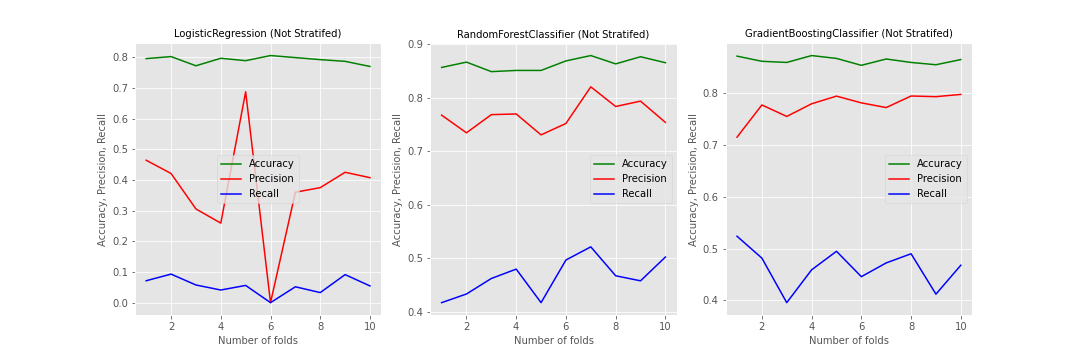 LogisticRegression (Not Stratifed)
Accuracy, Precision, Recall
0.8
0.7
0.6
0.5
0.4
0.3
0.2
0.1
0.0
Accuracy
Precision
Recall
2 4 6 8 10
Number of folds
RandomForestClassifier (Not Stratifed)
Accuracy, Precision, Recall
0.9
0.8
0.7
0.6
0.5
0.4
Accuracy
Precision
Recall
2 4 6 8 10
Number of folds
GradientBoostingClassifier (Not Stratifed)
Accuracy, Precision, Recall
0.8
0.7
0.6
0.5
0.4
Accuracy
Precision
Recall
2 4 6 8 10
Number of folds